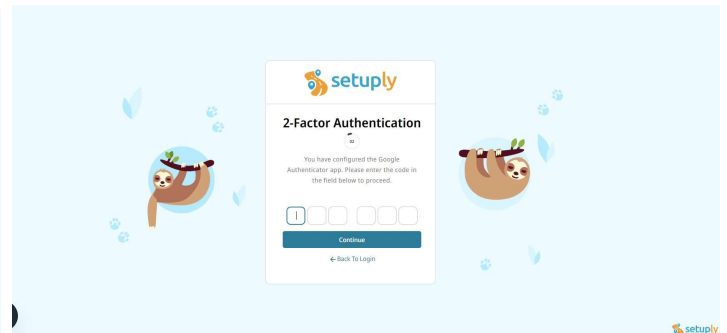 setuply
2-Factor Authentication
You have configured the Google
Authenticator app. Please enter the code in
the field below to proceed.
Continue
← Back To Login
setuply